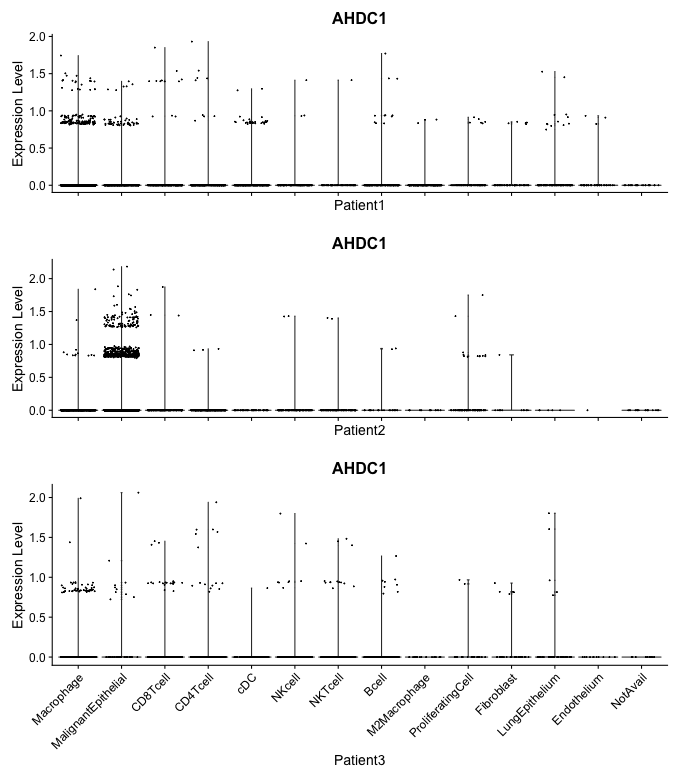 AHDC1
Expression Level
2.0
1.5
1.0
0.5
0.0
Patient1
AHDC1
Expression Level
2.0
1.5
1.0
0.5
0.0
Patient2
AHDC1
Expression Level
2.0
1.5
1.0
0.5
0.0
Macrophage
MalignantEpithelial
CD8Tcell
CD4Tcell
cDC
NKcell
NKTcell
Bcell
M2Macrophage
ProliferatingCell
Fibroblast
LungEpithelium
Endothelium
NotAvail
Patient3